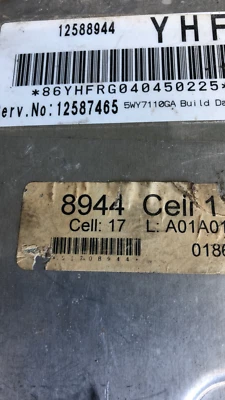 12588944 YHF
*86YHFRG040450225*
Serv.No: 12587465 5WY7110GA Build Da
8944 Cell 1
Cell: 17 L: A01A01
0186